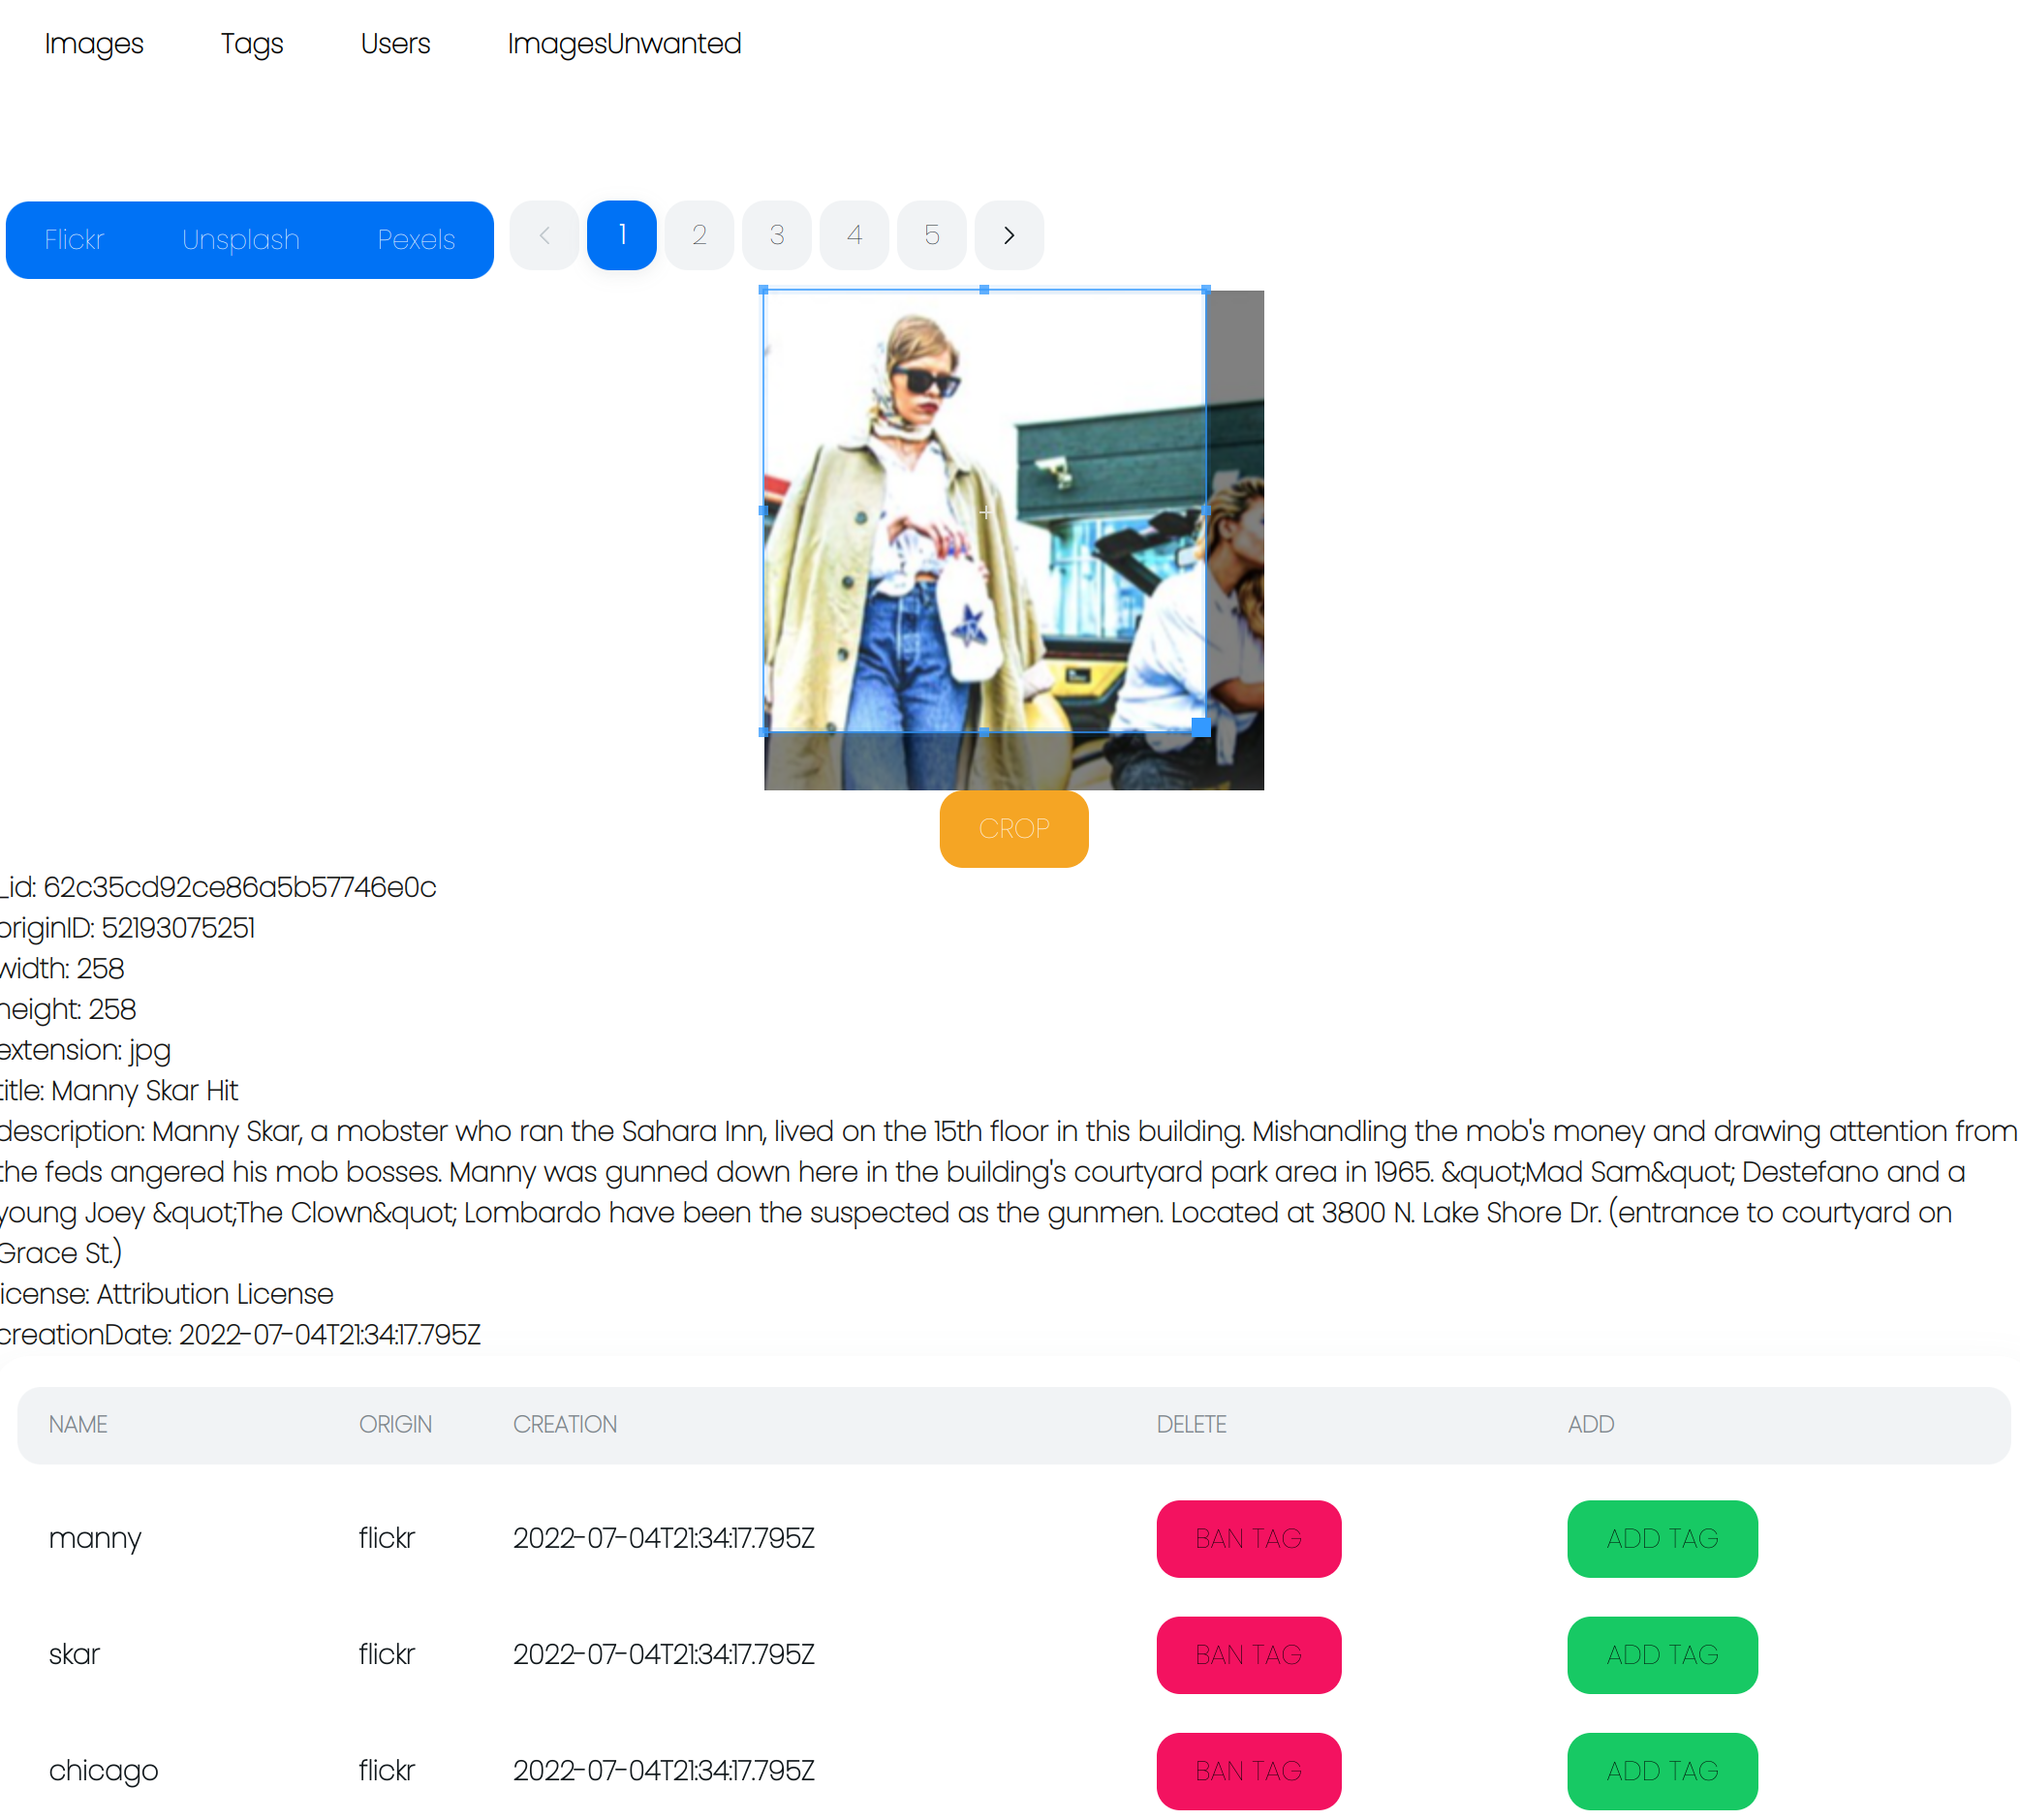 Images Tags Users ImagesUnwanted
Flickr Unsplash Pexels 1 2 3 4 5
CROP
_id: 62c35cd92ce86a5b57746e0c
originID: 52193075251
width: 258
height: 258
extension: jpg
title: Manny Skar Hit
description: Manny Skar, a mobster who ran the Sahara Inn, lived on the 15th floor in this building. Mishandling the mob's money and drawing attention from
the feds angered his mob bosses. Manny was gunned down here in the building's courtyard park area in 1965. &quot;Mad Sam&quot; Destefano and a
young Joey &quot;The Clown&quot; Lombardo have been the suspected as the gunmen. Located at 3800 N. Lake Shore Dr. (entrance to courtyard on
Grace St.)
license: Attribution License
creationDate: 2022-07-04T21:34:17.795Z
NAME ORIGIN CREATION DELETE ADD
manny flickr 2022-07-04T21:34:17.795Z BAN TAG ADD TAG
skar flickr 2022-07-04T21:34:17.795Z BAN TAG ADD TAG
chicago flickr 2022-07-04T21:34:17.795Z BAN TAG ADD TAG